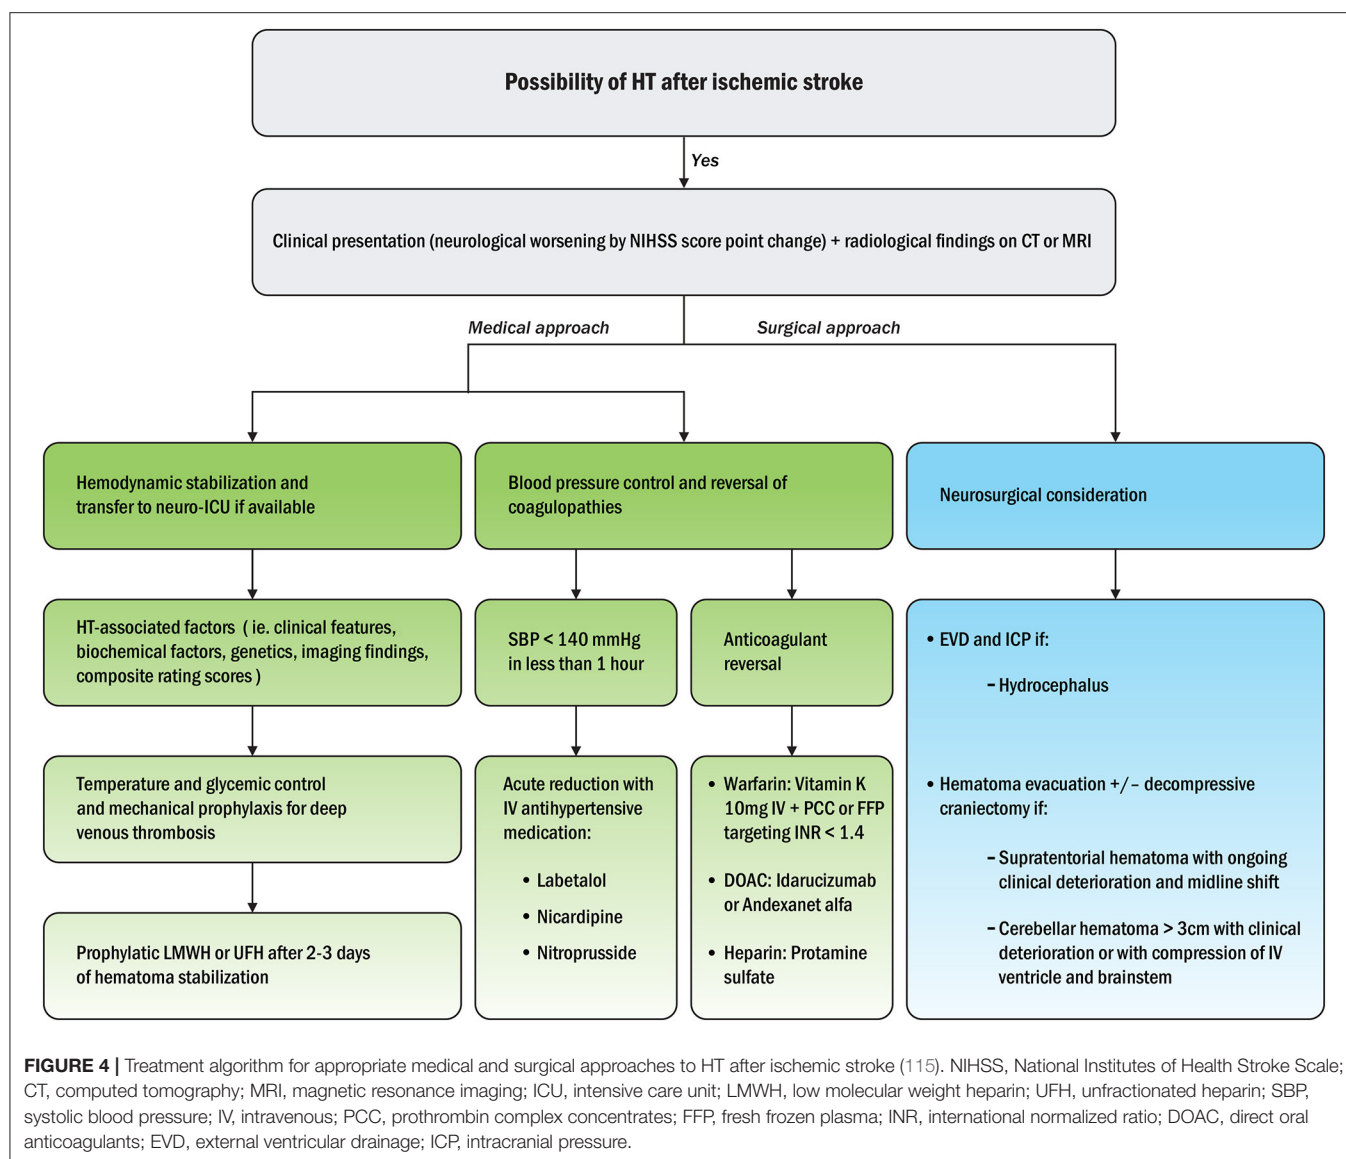 Possibility of HT after ischemic stroke
Yes
Clinical presentation (neurological worsening by NIHSS score point change) + radiological findings on CT or MRI
Medical approach
Surgical approach
Hemodynamic stabilization and
transfer to neuro-ICU if available
Blood pressure control and reversal of
coagulopathies
Neurosurgical consideration
HT-associated factors ( ie. clinical features,
biochemical factors, genetics, imaging findings,
composite rating scores )
SBP < 140 mmHg
in less than 1 hour
Anticoagulant
reversal
Temperature and glycemic control
and mechanical prophylaxis for deep
venous thrombosis
Prophylatic LMWH or UFH after 2-3 days
of hematoma stabilization
Acute reduction with
IV antihypertensive
medication:
• Labetalol
• Nicardipine
• Nitroprusside
• Warfarin: Vitamin K
10mg IV + PCC or FFP
targeting INR < 1.4
• DOAC: Idarucizumab
or Andexanet alfa
• Heparin: Protamine
sulfate
• EVD and ICP if:
– Hydrocephalus
• Hematoma evacuation +/– decompressive
craniectomy if:
– Supratentorial hematoma with ongoing
clinical deterioration and midline shift
– Cerebellar hematoma > 3cm with clinical
deterioration or with compression of IV
ventricle and brainstem
FIGURE 4 | Treatment algorithm for appropriate medical and surgical approaches to HT after ischemic stroke (115). NIHSS, National Institutes of Health Stroke Scale;
CT, computed tomography; MRI, magnetic resonance imaging; ICU, intensive care unit; LMWH, low molecular weight heparin; UFH, unfractionated heparin; SBP,
systolic blood pressure; IV, intravenous; PCC, prothrombin complex concentrates; FFP, fresh frozen plasma; INR, international normalized ratio; DOAC, direct oral
anticoagulants; EVD, external ventricular drainage; ICP, intracranial pressure.